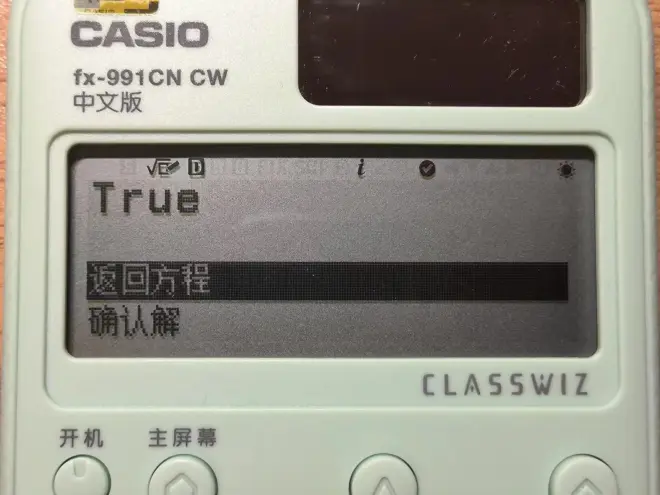 CASIO
fx-991CN CW
中文版
√E D i
True
返回方程
确认解
CLASSWIZ
开机 主屏幕